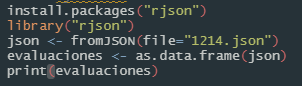 install.packages("rjson")
library("rjson")
json <- fromJSON(file="1214.json")
evaluaciones <- as.data.frame(json)
print(evaluaciones)